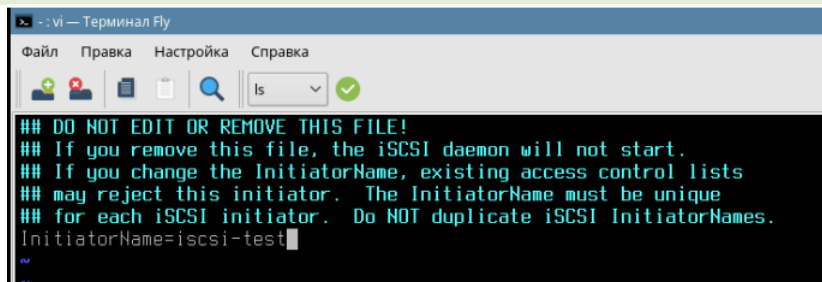 - : vi — Терминал Fly
Файл Правка Настройка Справка
ls
## DO NOT EDIT OR REMOVE THIS FILE!
## If you remove this file, the iSCSI daemon will not start.
## If you change the InitiatorName, existing access control lists
## may reject this initiator.  The InitiatorName must be unique
## for each iSCSI initiator.  Do NOT duplicate iSCSI InitiatorNames.
InitiatorName=iscsi-test
~